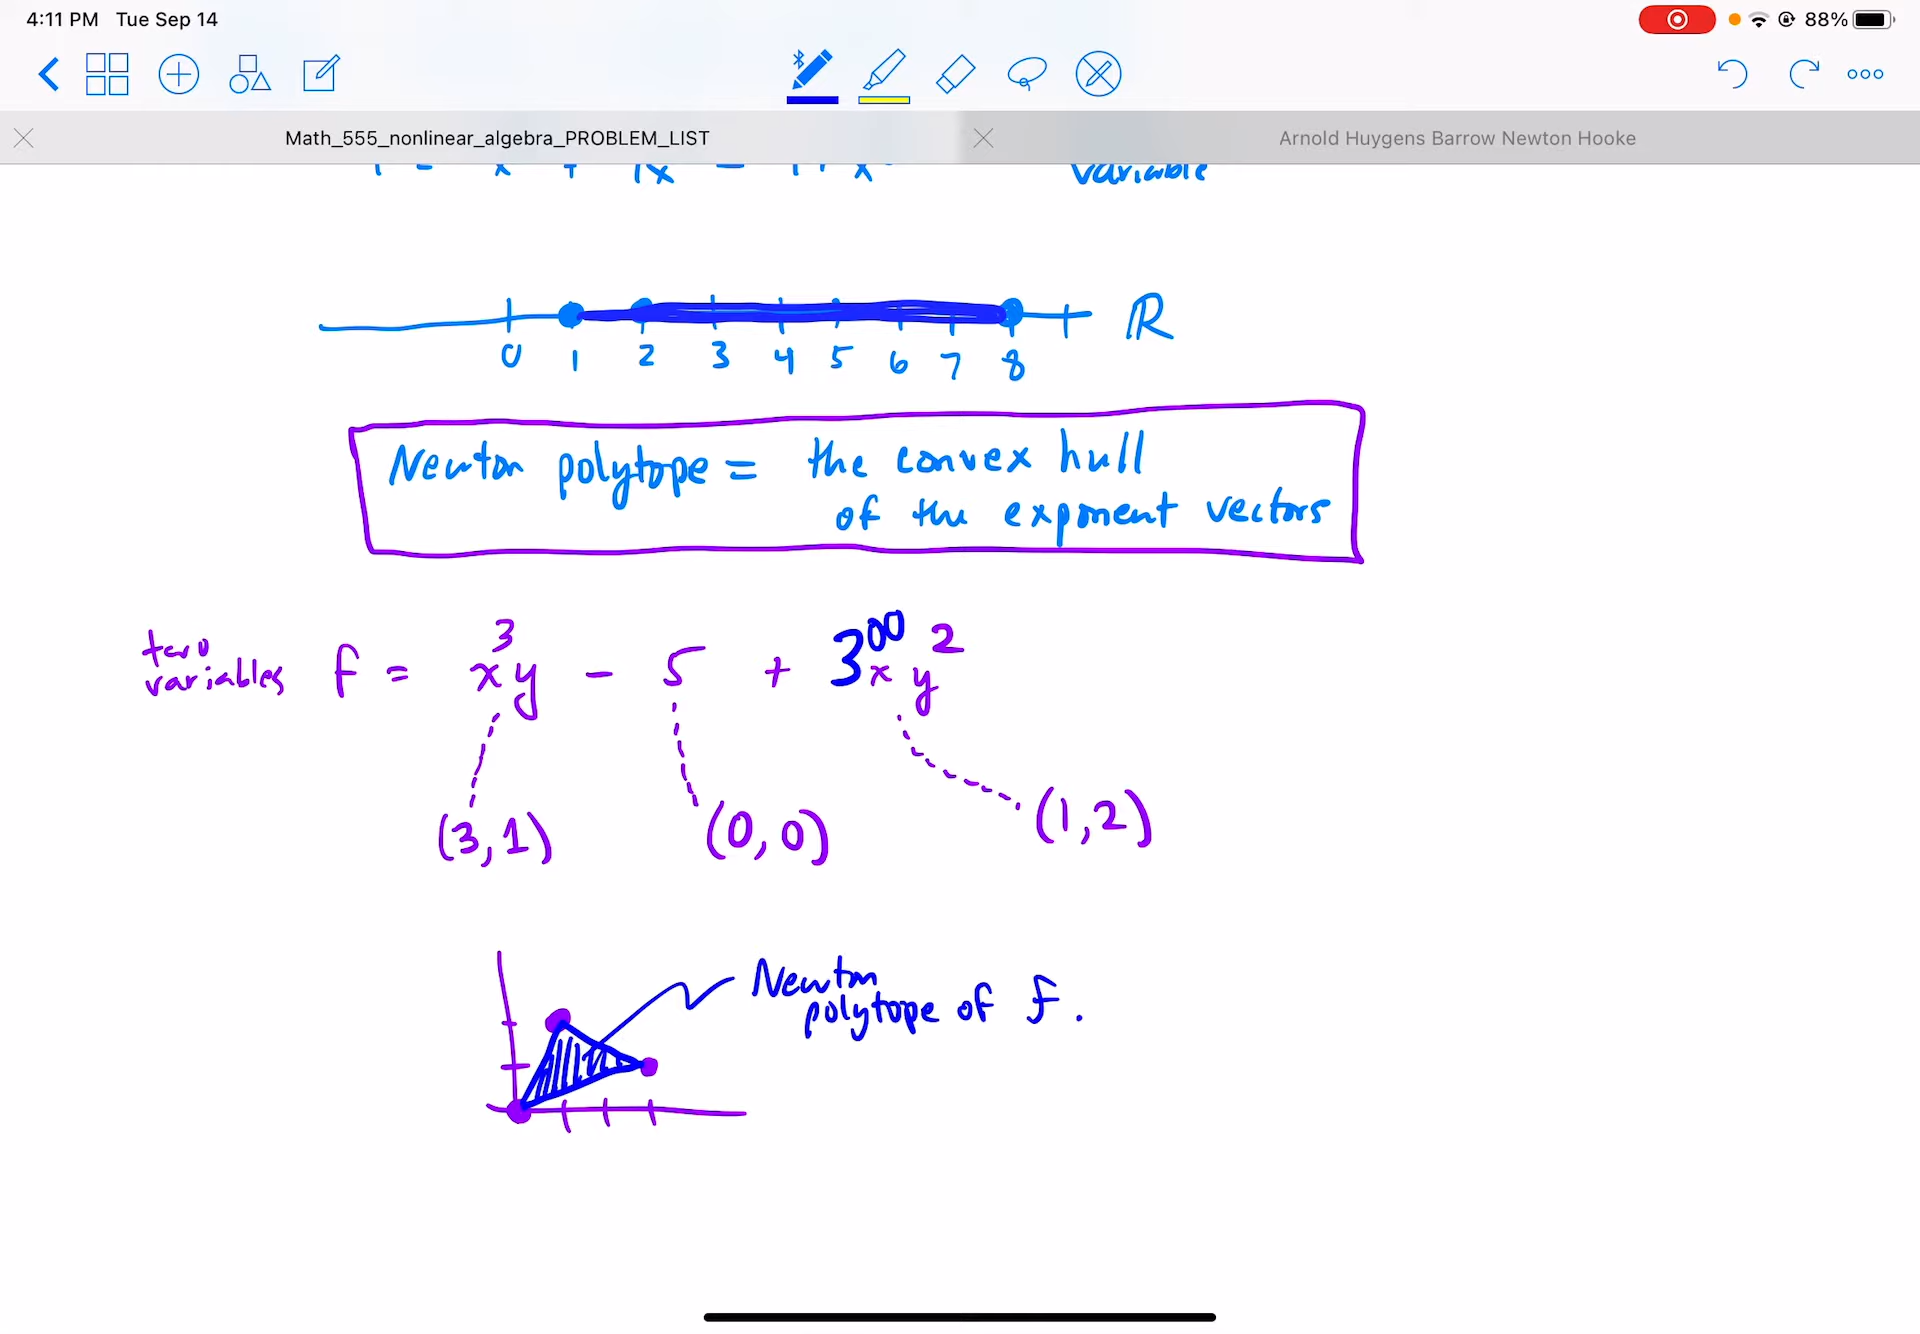 4:11 PM Tue Sep 14
88%
Math_555_nonlinear_algebra_PROBLEM_LIST
Arnold Huygens Barrow Newton Hooke
variable
ℝ
0 1 2 3 4 5 6 7 8
Newton polytope = the convex hull
of the exponent vectors
two
variables f = x³y - 5 + 3⁰⁰xy²
(3,1) (0,0) (1,2)
Newton
polytope of f.